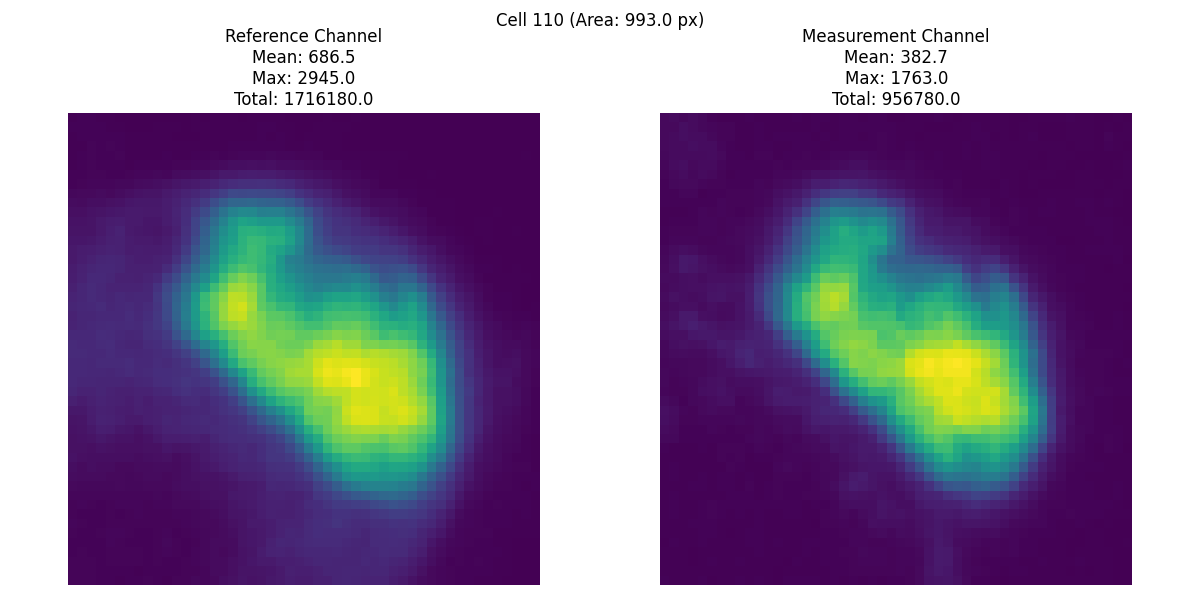 Cell 110 (Area: 993.0 px)
Reference Channel
Mean: 686.5
Max: 2945.0
Total: 1716180.0
Measurement Channel
Mean: 382.7
Max: 1763.0
Total: 956780.0